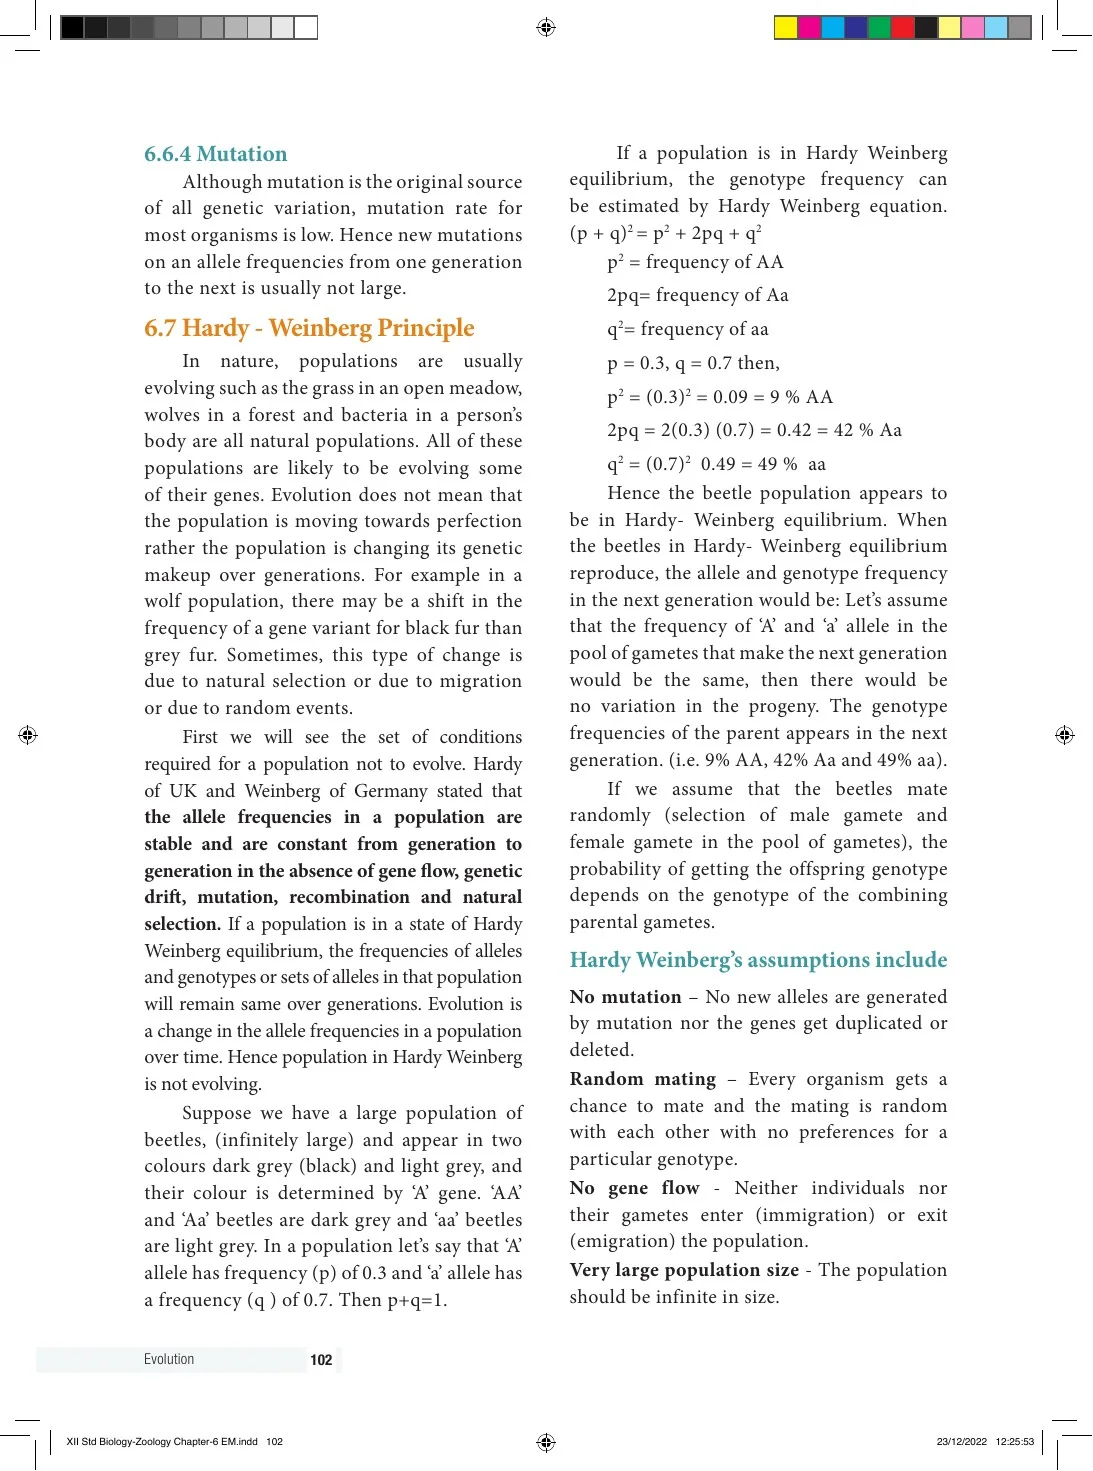 6.6.4 Mutation
Although mutation is the original source
of all genetic variation, mutation rate for
most organisms is low. Hence new mutations
on an allele frequencies from one generation
to the next is usually not large.
6.7 Hardy - Weinberg Principle
In nature, populations are usually
evolving such as the grass in an open meadow,
wolves in a forest and bacteria in a person’s
body are all natural populations. All of these
populations are likely to be evolving some
of their genes. Evolution does not mean that
the population is moving towards perfection
rather the population is changing its genetic
makeup over generations. For example in a
wolf population, there may be a shift in the
frequency of a gene variant for black fur than
grey fur. Sometimes, this type of change is
due to natural selection or due to migration
or due to random events.
First we will see the set of conditions
required for a population not to evolve. Hardy
of UK and Weinberg of Germany stated that
the allele frequencies in a population are
stable and are constant from generation to
generation in the absence of gene flow, genetic
drift, mutation, recombination and natural
selection. If a population is in a state of Hardy
Weinberg equilibrium, the frequencies of alleles
and genotypes or sets of alleles in that population
will remain same over generations. Evolution is
a change in the allele frequencies in a population
over time. Hence population in Hardy Weinberg
is not evolving.
Suppose we have a large population of
beetles, (infinitely large) and appear in two
colours dark grey (black) and light grey, and
their colour is determined by ‘A’ gene. ‘AA’
and ‘Aa’ beetles are dark grey and ‘aa’ beetles
are light grey. In a population let’s say that ‘A’
allele has frequency (p) of 0.3 and ‘a’ allele has
a frequency (q ) of 0.7. Then p+q=1.
If a population is in Hardy Weinberg
equilibrium, the genotype frequency can
be estimated by Hardy Weinberg equation.
(p + q)² = p² + 2pq + q²
p² = frequency of AA
2pq= frequency of Aa
q²= frequency of aa
p = 0.3, q = 0.7 then,
p² = (0.3)² = 0.09 = 9 % AA
2pq = 2(0.3) (0.7) = 0.42 = 42 % Aa
q² = (0.7)² 0.49 = 49 % aa
Hence the beetle population appears to
be in Hardy- Weinberg equilibrium. When
the beetles in Hardy- Weinberg equilibrium
reproduce, the allele and genotype frequency
in the next generation would be: Let’s assume
that the frequency of ‘A’ and ‘a’ allele in the
pool of gametes that make the next generation
would be the same, then there would be
no variation in the progeny. The genotype
frequencies of the parent appears in the next
generation. (i.e. 9% AA, 42% Aa and 49% aa).
If we assume that the beetles mate
randomly (selection of male gamete and
female gamete in the pool of gametes), the
probability of getting the offspring genotype
depends on the genotype of the combining
parental gametes.
Hardy Weinberg’s assumptions include
No mutation – No new alleles are generated
by mutation nor the genes get duplicated or
deleted.
Random mating – Every organism gets a
chance to mate and the mating is random
with each other with no preferences for a
particular genotype.
No gene flow - Neither individuals nor
their gametes enter (immigration) or exit
(emigration) the population.
Very large population size - The population
should be infinite in size.
Evolution 102
XII Std Biology-Zoology Chapter-6 EM.indd 102 23/12/2022 12:25:53